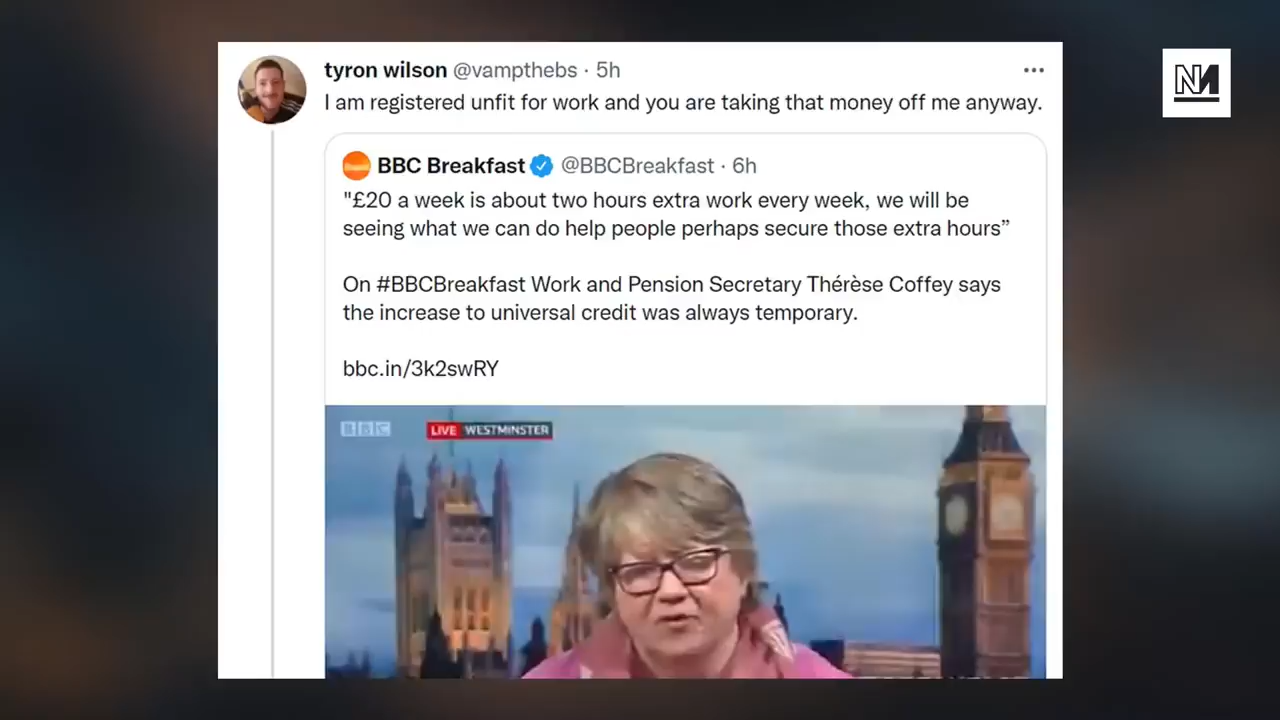 tyron wilson @vampthebs · 5h
I am registered unfit for work and you are taking that money off me anyway.
BBC Breakfast @BBCBreakfast · 6h
"£20 a week is about two hours extra work every week, we will be
seeing what we can do help people perhaps secure those extra hours”
On #BBCBreakfast Work and Pension Secretary Thérèse Coffey says
the increase to universal credit was always temporary.
bbc.in/3k2swRY
BBC LIVE WESTMINSTER
NM